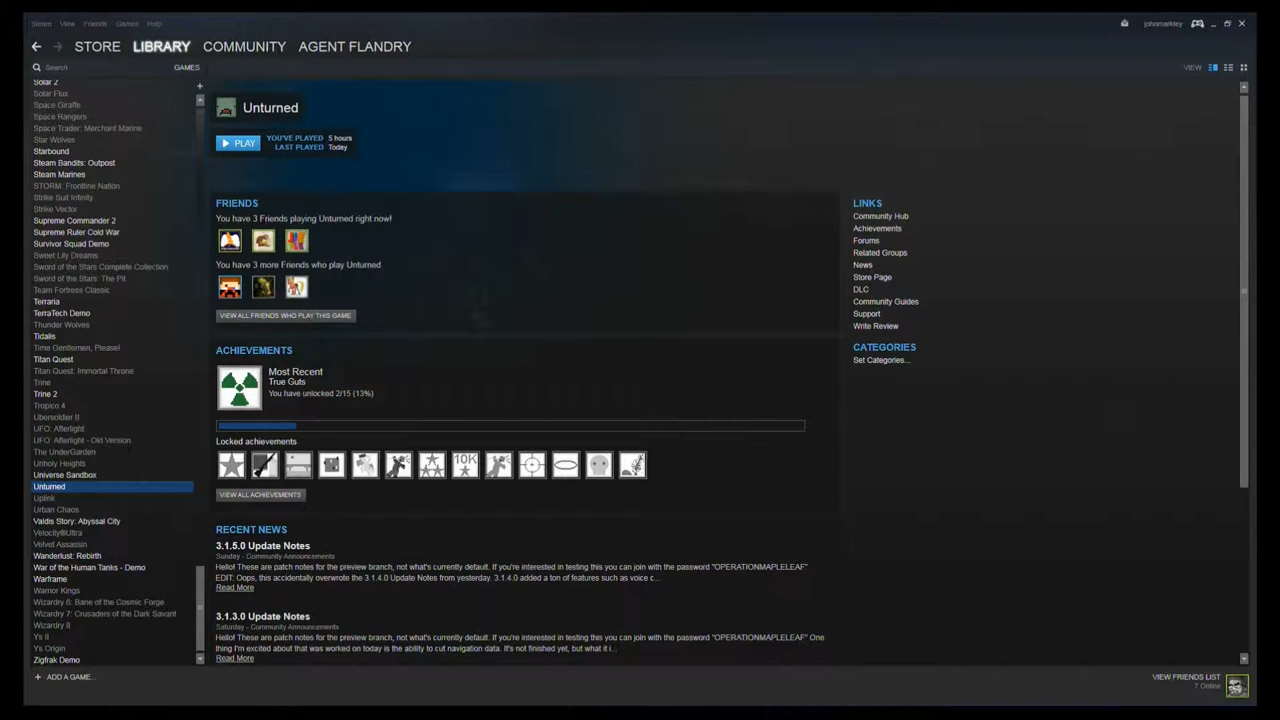 Steam View Friends Games Help
johnmarkley
STORE LIBRARY COMMUNITY AGENT FLANDRY
Search GAMES
VIEW
Solar 2
Solar Flux
Space Giraffe
Space Rangers
Space Trader: Merchant Marine
Star Wolves
Starbound
Steam Bandits: Outpost
Steam Marines
STORM: Frontline Nation
Strike Suit Infinity
Strike Vector
Supreme Commander 2
Supreme Ruler Cold War
Survivor Squad Demo
Sweet Lily Dreams
Sword of the Stars Complete Collection
Sword of the Stars: The Pit
Team Fortress Classic
Terraria
TerraTech Demo
Thunder Wolves
Tidalis
Time Gentlemen, Please!
Titan Quest
Titan Quest: Immortal Throne
Trine
Trine 2
Tropico 4
Ubersoldier II
UFO: Afterlight
UFO: Afterlight - Old Version
The UnderGarden
Unholy Heights
Universe Sandbox
Unturned
Uplink
Urban Chaos
Valdis Story: Abyssal City
Velocity®Ultra
Velvet Assassin
Wanderlust: Rebirth
War of the Human Tanks - Demo
Warframe
Warrior Kings
Wizardry 6: Bane of the Cosmic Forge
Wizardry 7: Crusaders of the Dark Savant
Wizardry 8
Ys II
Ys Origin
Zigfrak Demo
+ ADD A GAME...
Unturned
PLAY
YOU'VE PLAYED 5 hours
LAST PLAYED Today
FRIENDS
You have 3 Friends playing Unturned right now!
You have 3 more Friends who play Unturned
VIEW ALL FRIENDS WHO PLAY THIS GAME
ACHIEVEMENTS
Most Recent
True Guts
You have unlocked 2/15 (13%)
Locked achievements
10K
VIEW ALL ACHIEVEMENTS
RECENT NEWS
3.1.5.0 Update Notes
Sunday - Community Announcements
Hello! These are patch notes for the preview branch, not what's currently default. If you're interested in testing this you can join with the password "OPERATIONMAPLELEAF"
EDIT: Oops, this accidentally overwrote the 3.1.4.0 Update Notes from yesterday. 3.1.4.0 added a ton of features such as voice c...
Read More
3.1.3.0 Update Notes
Saturday - Community Announcements
Hello! These are patch notes for the preview branch, not what's currently default. If you're interested in testing this you can join with the password "OPERATIONMAPLELEAF" One
thing I'm excited about that was worked on today is the ability to cut navigation data. It's not finished yet, but what it i...
Read More
LINKS
Community Hub
Achievements
Forums
Related Groups
News
Store Page
DLC
Community Guides
Support
Write Review
CATEGORIES
Set Categories...
VIEW FRIENDS LIST
7 Online